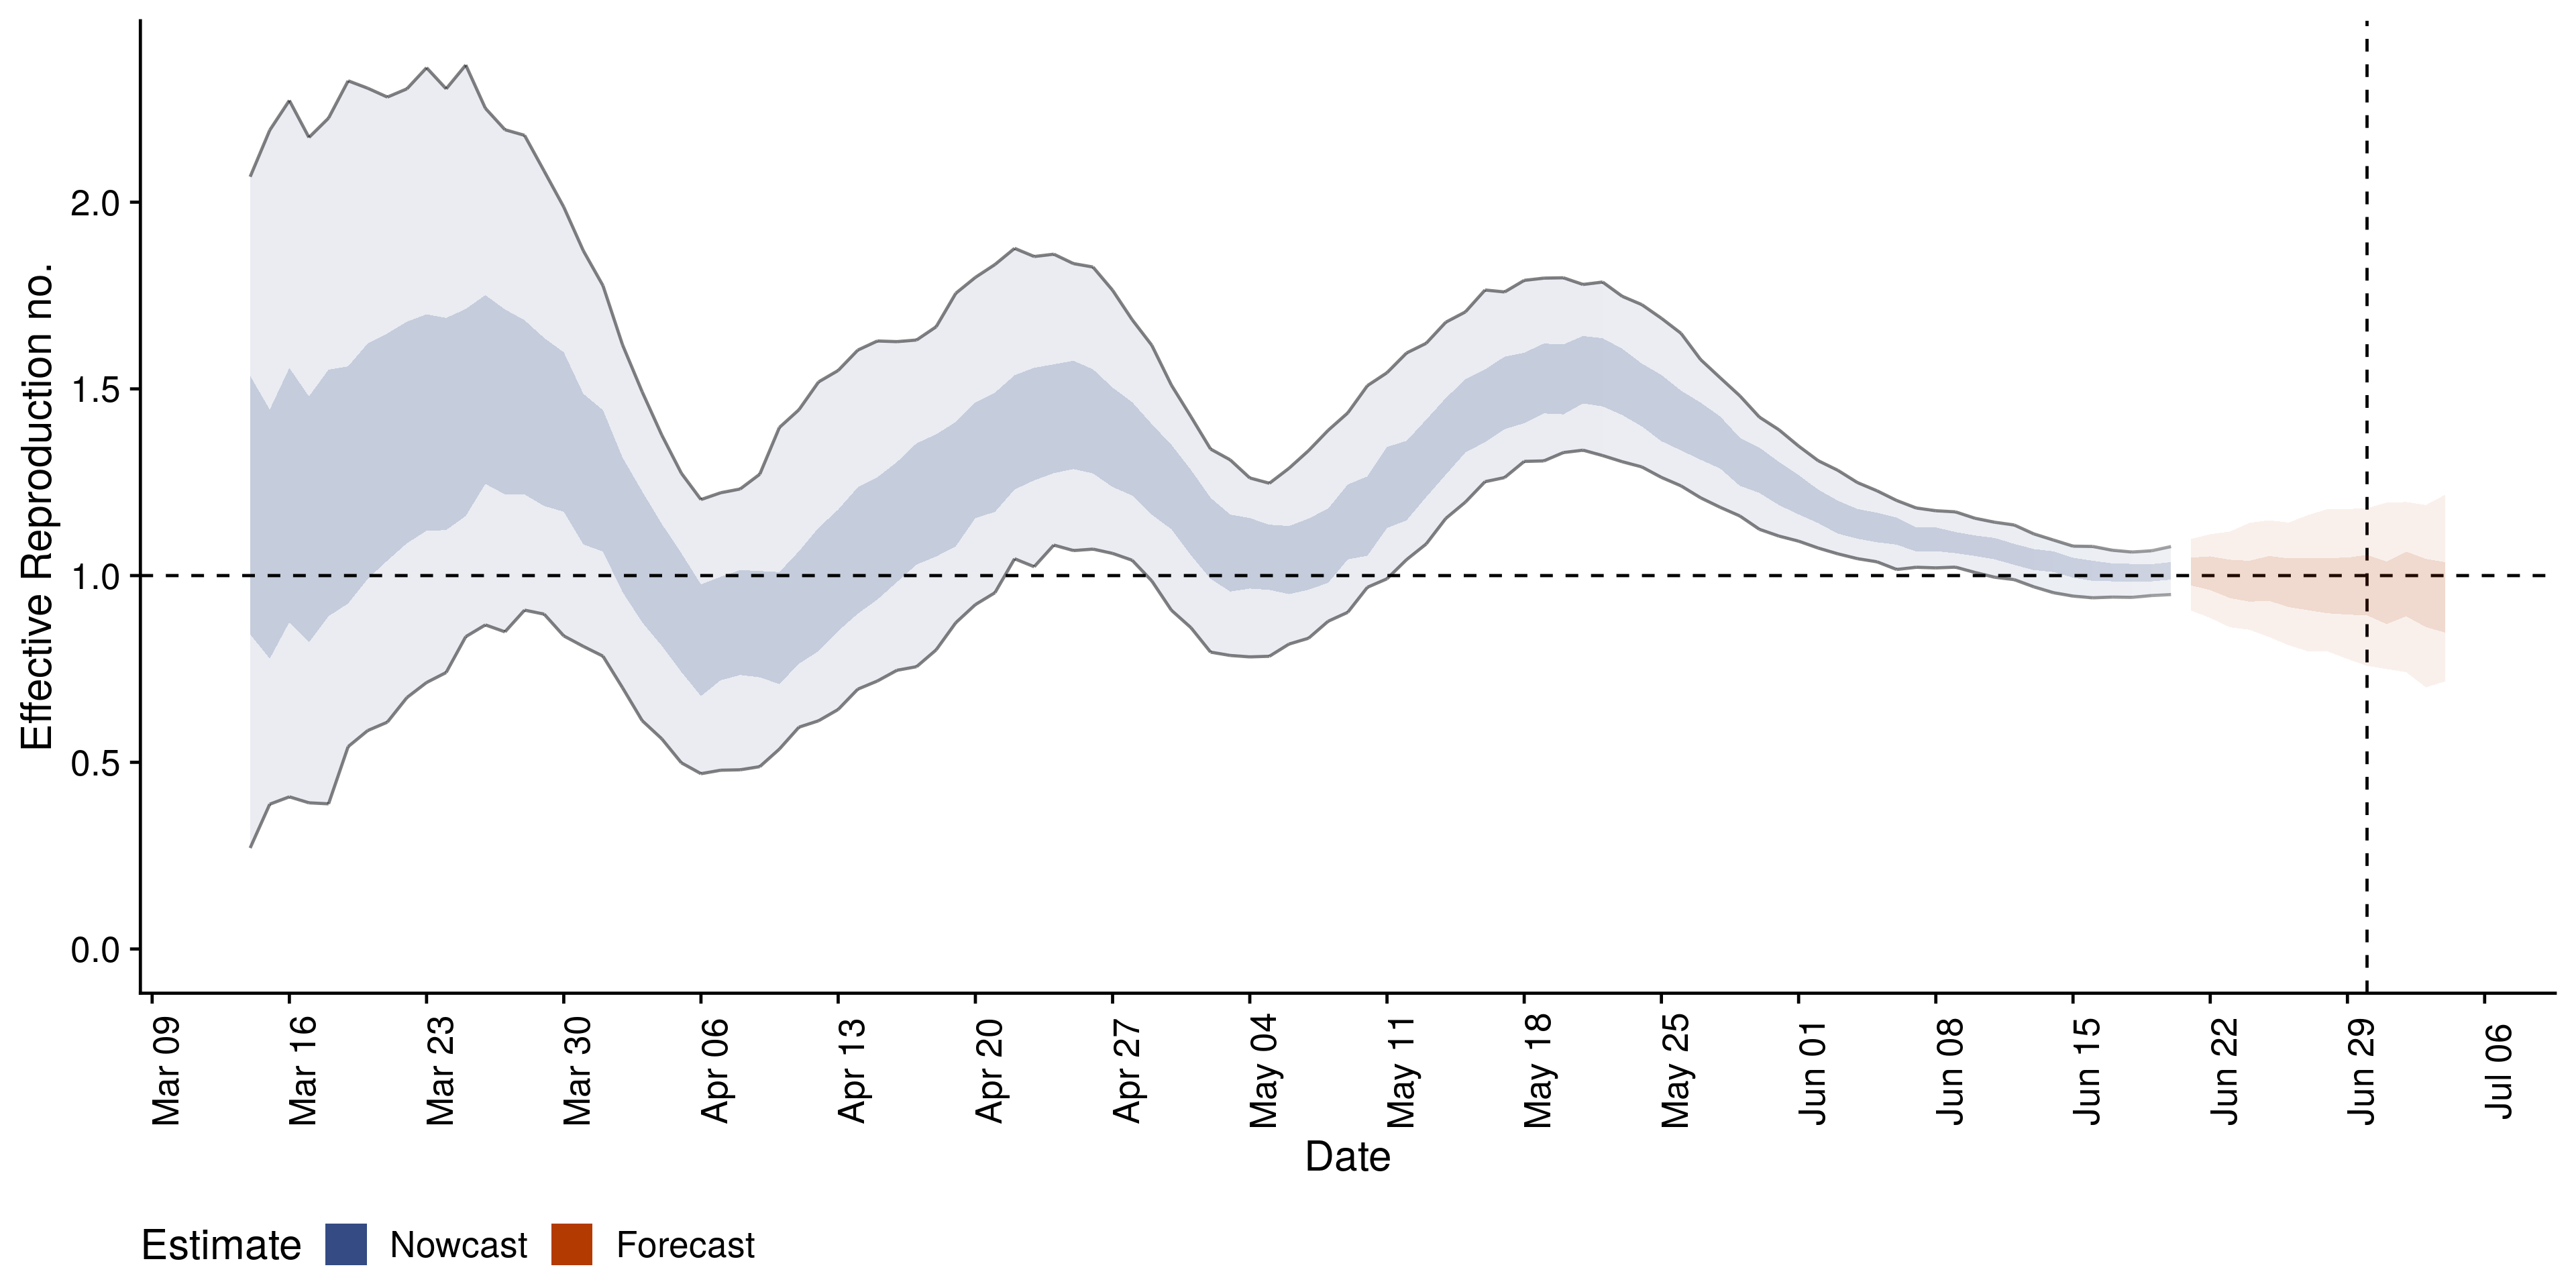 Effective Reproduction no.
2.0
1.5
1.0
0.5
0.0
Mar 09
Mar 16
Mar 23
Mar 30
Apr 06
Apr 13
Apr 20
Apr 27
May 04
May 11
May 18
May 25
Jun 01
Jun 08
Jun 15
Jun 22
Jun 29
Jul 06
Date
Estimate Nowcast Forecast